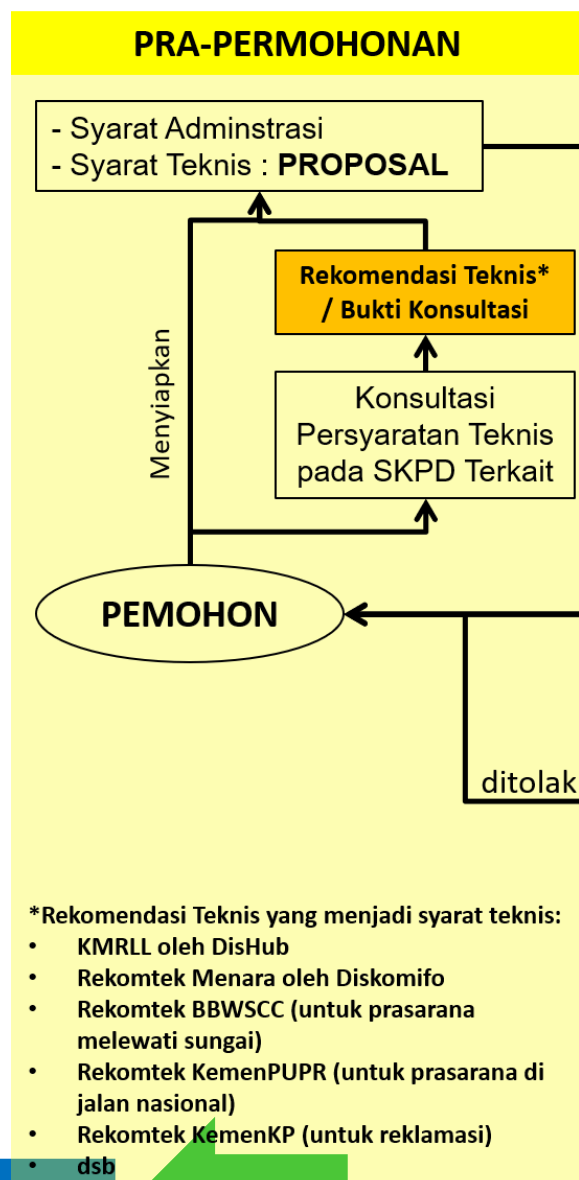 PRA-PERMOHONAN
- Syarat Adminstrasi
- Syarat Teknis : PROPOSAL
Rekomendasi Teknis*
/ Bukti Konsultasi
Menyiapkan
Konsultasi
Persyaratan Teknis
pada SKPD Terkait
PEMOHON
ditolak
*Rekomendasi Teknis yang menjadi syarat teknis:
• KMRLL oleh DisHub
• Rekomtek Menara oleh Diskomifo
• Rekomtek BBWSCC (untuk prasarana
melewati sungai)
• Rekomtek KemenPUPR (untuk prasarana di
jalan nasional)
• Rekomtek KemenKP (untuk reklamasi)
• dsb